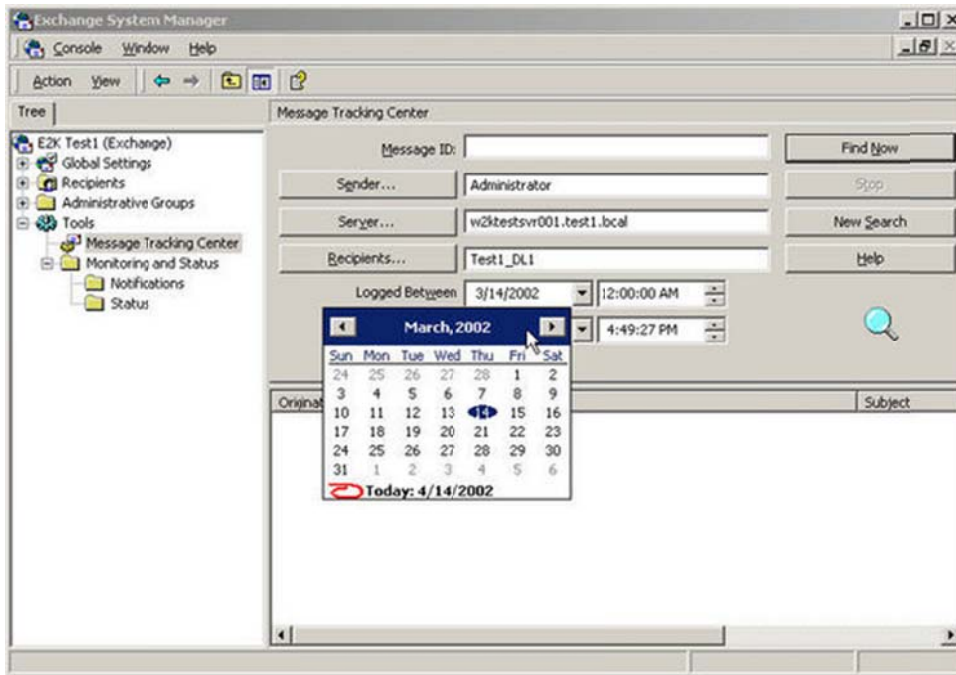 Exchange System Manager
Console Window Help
Action View
Tree
Message Tracking Center
E2K Test1 (Exchange)
Global Settings
Recipients
Administrative Groups
Tools
Message Tracking Center
Monitoring and Status
Notifications
Status
Message ID:
Find Now
Sender...
Administrator
Stop
Server...
w2ktestsvr001.test1.local
New Search
Recipients...
Test1_DL1
Help
Logged Between
3/14/2002
12:00:00 AM
4:49:27 PM
March, 2002
Sun Mon Tue Wed Thu Fri Sat
24 25 26 27 28 1 2
3 4 5 6 7 8 9
10 11 12 13 14 15 16
17 18 19 20 21 22 23
24 25 26 27 28 29 30
31 1 2 3 4 5 6
Today: 4/14/2002
Originat
Subject